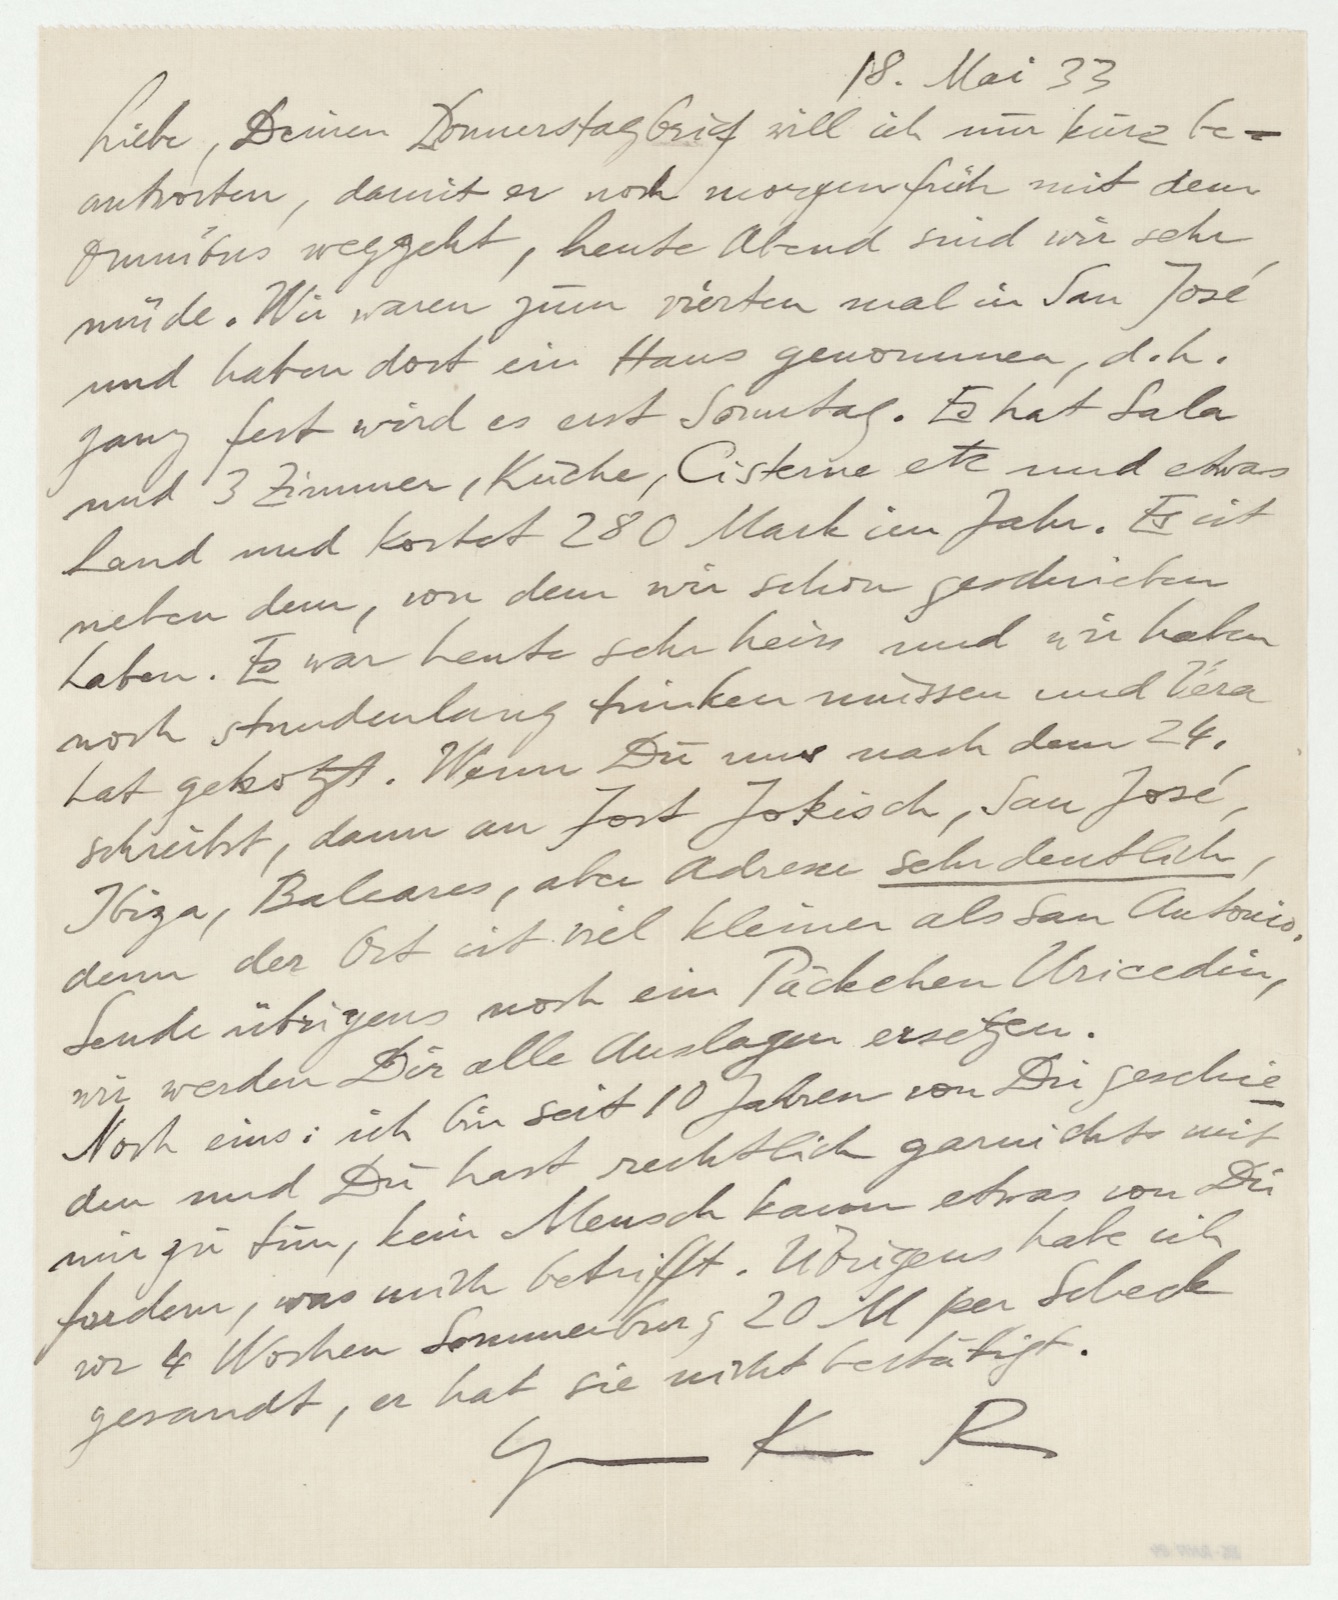 18. Mai 33
Liebe, Deinen Donnerstagbrief will ich nur kurz be-
antworten, damit er noch morgen früh mit dem
Omnibus weggeht, heute Abend sind wir sehr
müde. Wir waren zum vierten mal in San José
und haben dort ein Haus genommen, d.h.
ganz fest wird es erst Sonntag. Es hat Sala
und 3 Zimmer, Küche, Cisterne etc und etwas
Land und kostet 280 Mark im Jahr. Es ist
neben dem, von dem wir schon geschrieben
haben. Es war heute sehr heiss und wir haben
noch stundenlang trinken müssen und Véra
hat gekotzt. Wenn Du uns nach dem 24.
schreibst, dann an Jost Jokisch, San José,
Ibiza, Baleares, aber Adresse sehr deutlich,
denn der Ort ist viel kleiner als San Antonio.
Sende übrigens noch ein Päckchen Uricedin,
wir werden Dir alle Auslagen ersetzen.
Noch eins: ich bin seit 10 Jahren von Dir geschie-
den und Du hast rechtlich garnichts mit
mir zu tun, kein Mensch kann etwas von Dir
fordern, was mich betrifft. Übrigens habe ich
vor 4 Wochen Sommerburg 20 M per Scheck
gesandt, er hat sie nicht bestätigt.
G K R